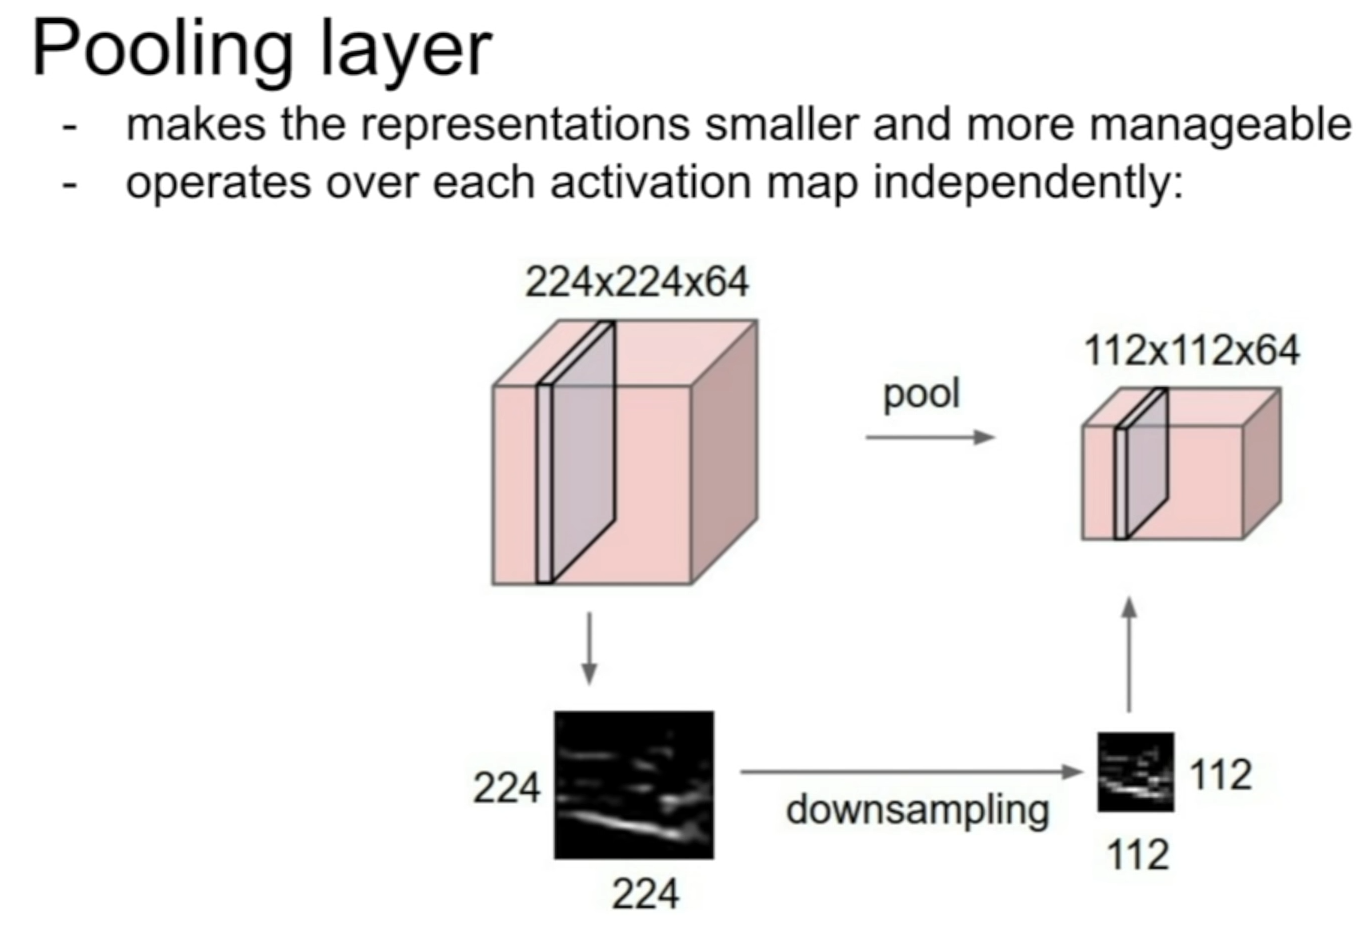 Pooling layer
- makes the representations smaller and more manageable
- operates over each activation map independently:
224x224x64
112x112x64
pool
224
112
downsampling
112
224